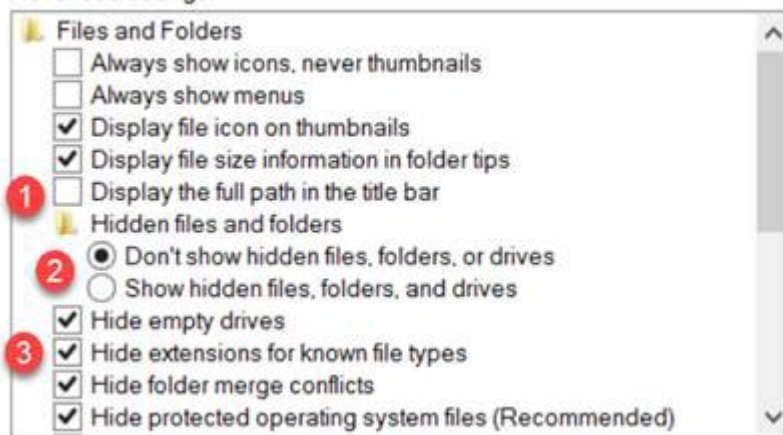 Files and Folders
Always show icons, never thumbnails
Always show menus
Display file icon on thumbnails
Display file size information in folder tips
1 Display the full path in the title bar
Hidden files and folders
2 Don't show hidden files, folders, or drives
Show hidden files, folders, and drives
Hide empty drives
3 Hide extensions for known file types
Hide folder merge conflicts
Hide protected operating system files (Recommended)